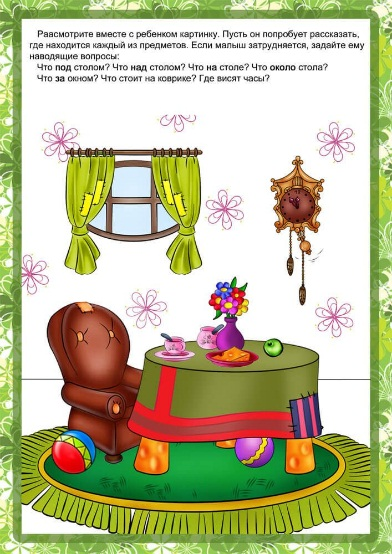 Раасмотрите вместе с ребенком картинку. Пусть он попробует рассказать,
где находится каждый из предметов. Если малыш затрудняется, задайте ему
наводящие вопросы:
Что под столом? Что над столом? Что на столе? Что около стола?
Что за окном? Что стоит на коврике? Где висят часы?